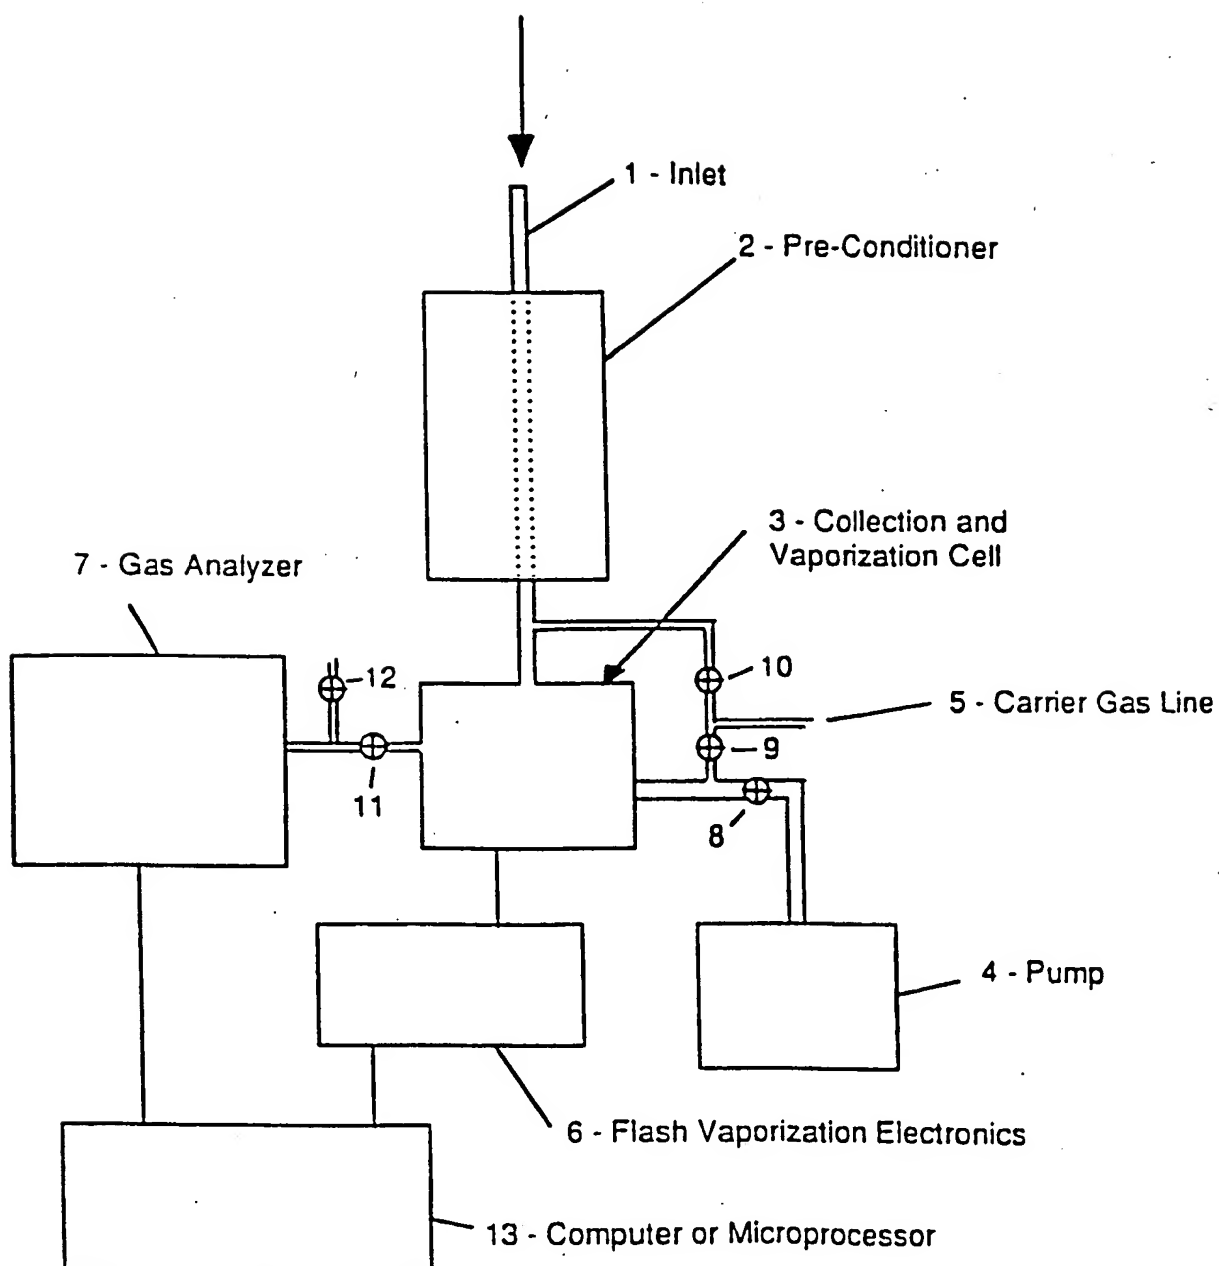 1 - Inlet
2 - Pre-Conditioner
3 - Collection and
Vaporization Cell
7 - Gas Analyzer
12
10
5 - Carrier Gas Line
9
11
8
4 - Pump
6 - Flash Vaporization Electronics
13 - Computer or Microprocessor